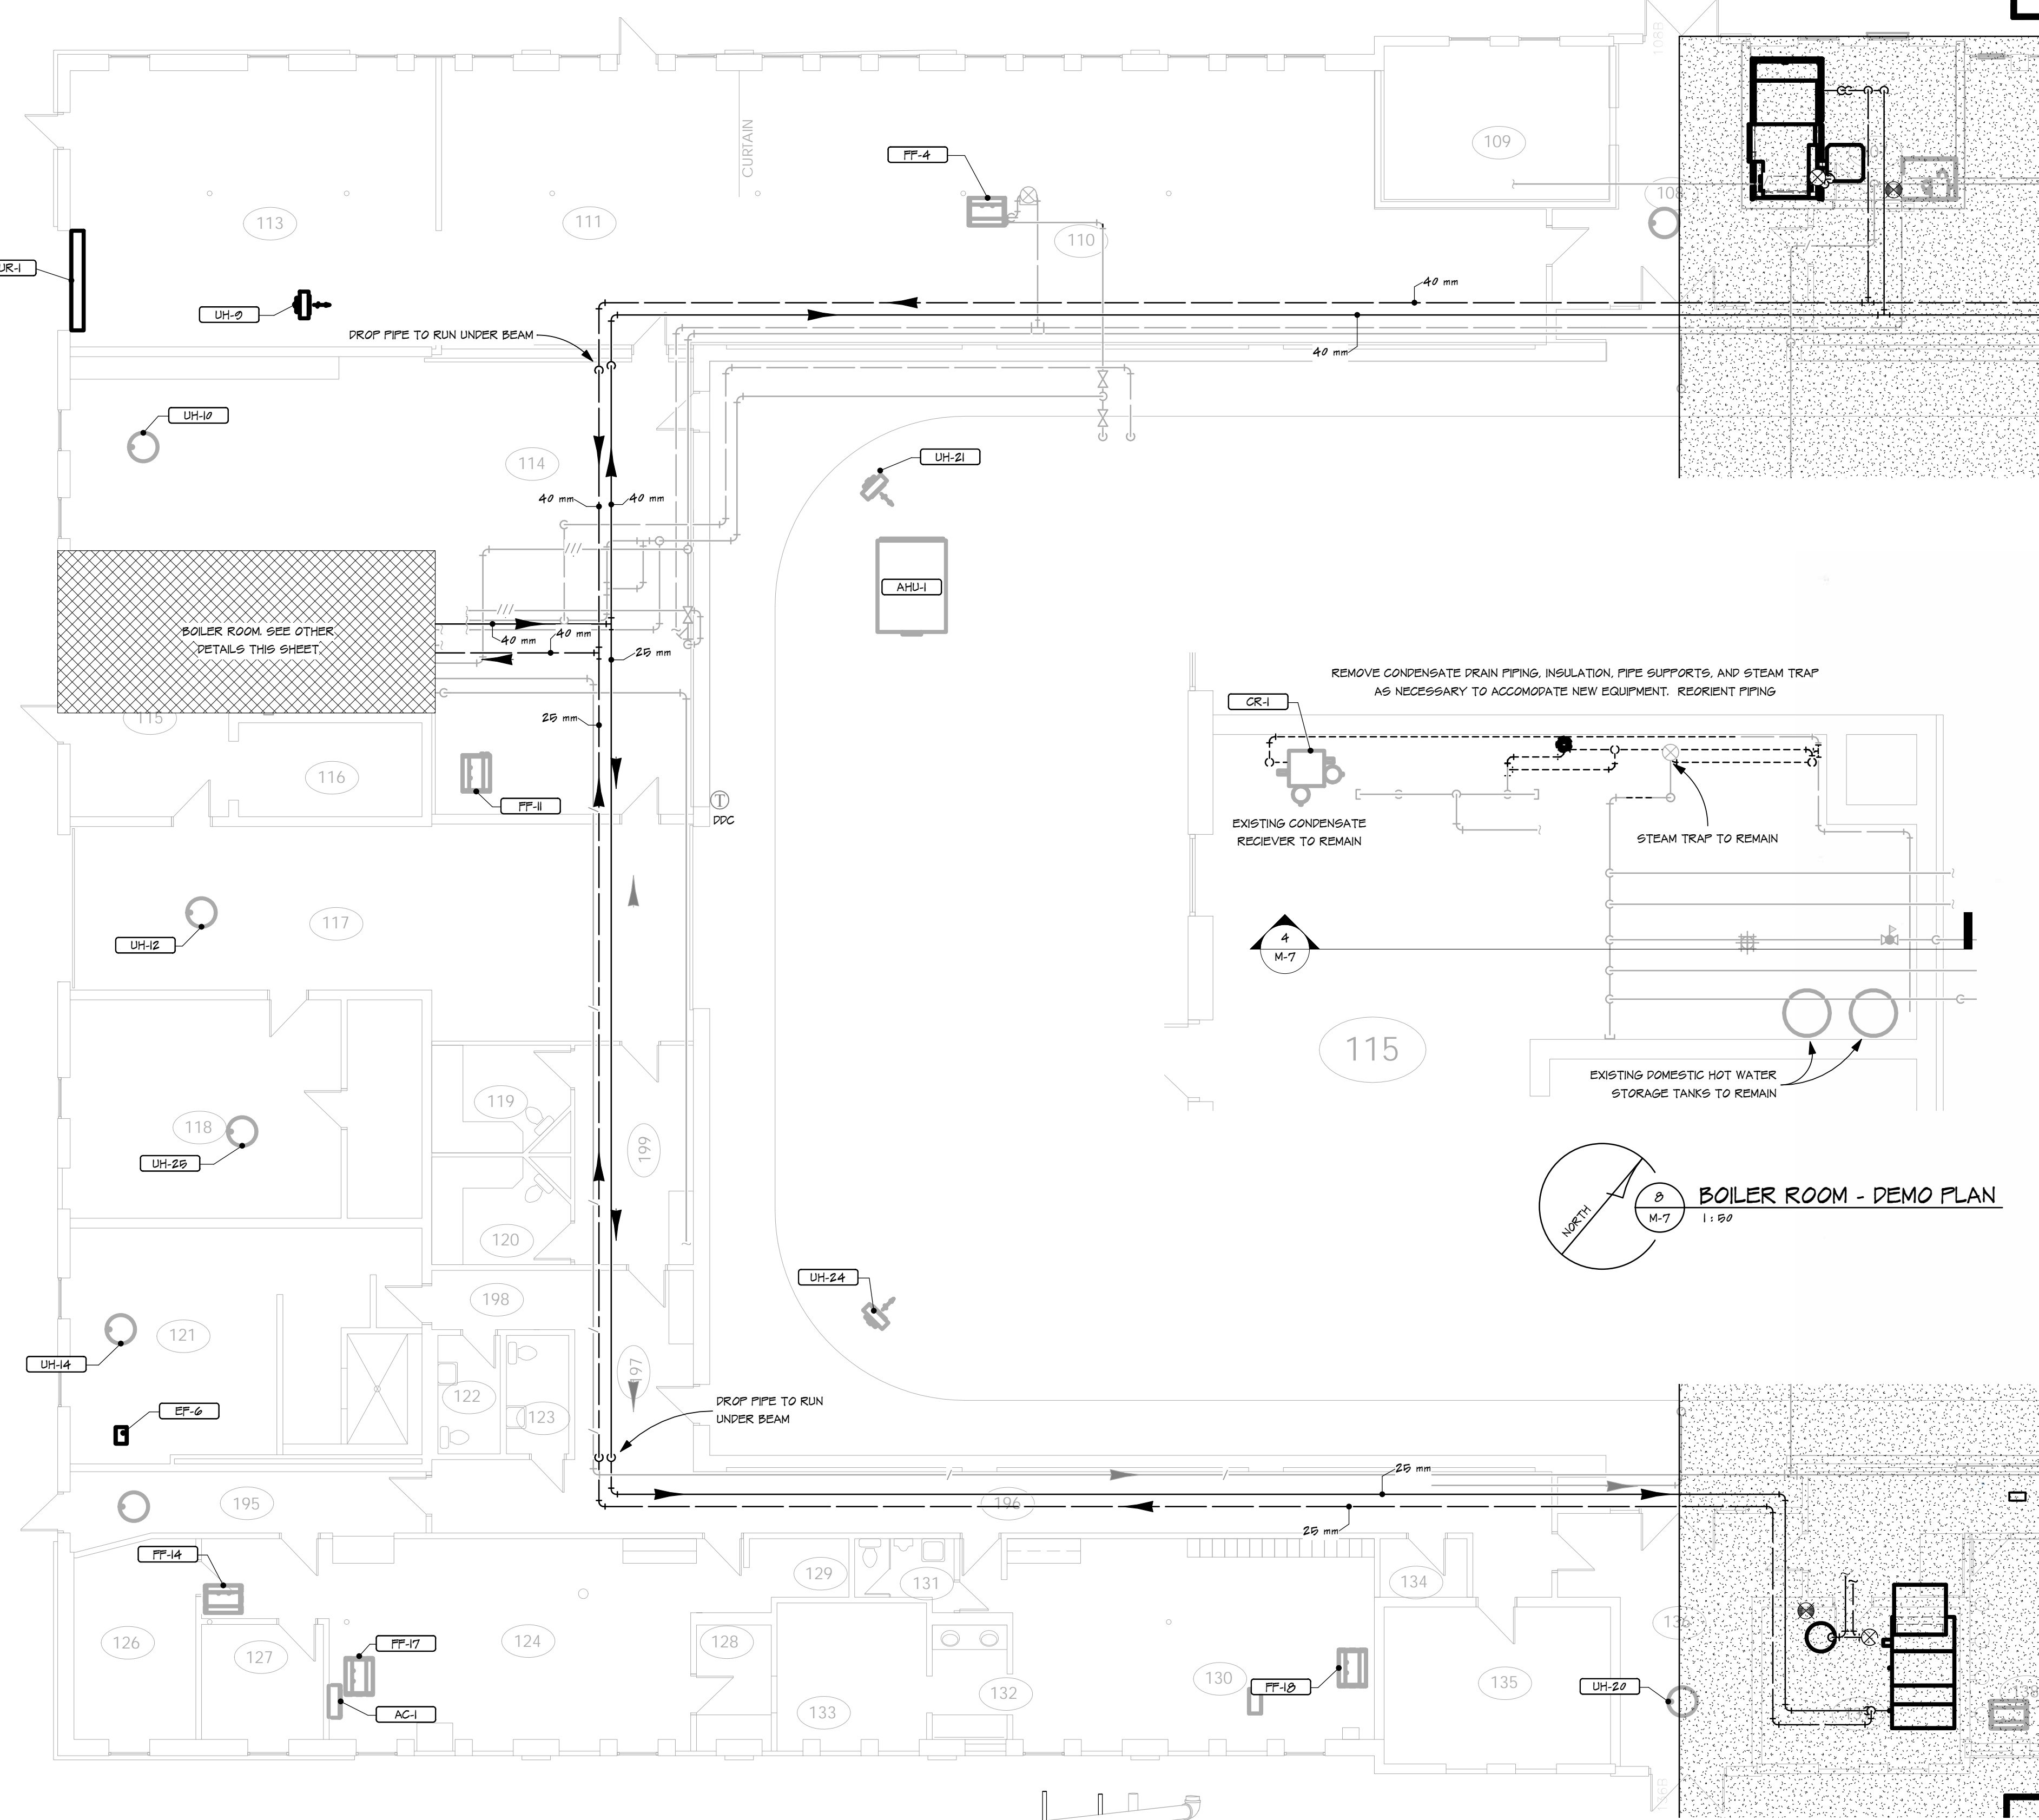 108B
CURTAIN
FF-4
109
108
113
111
110
UR-1
40 mm
UH-9
DROP PIPE TO RUN UNDER BEAM
40 mm
UH-10
114
UH-21
40 mm
40 mm
AHU-1
BOILER ROOM. SEE OTHER
DETAILS THIS SHEET.
40 mm
40 mm
25 mm
REMOVE CONDENSATE DRAIN PIPING, INSULATION, PIPE SUPPORTS, AND STEAM TRAP
AS NECESSARY TO ACCOMODATE NEW EQUIPMENT. REORIENT PIPING
CR-1
115
25 mm
116
FF-11
T
DDC
EXISTING CONDENSATE
RECIEVER TO REMAIN
STEAM TRAP TO REMAIN
117
UH-12
4
M-7
115
EXISTING DOMESTIC HOT WATER
STORAGE TANKS TO REMAIN
119
118
199
UH-25
NORTH
8
M-7
BOILER ROOM - DEMO PLAN
1 : 50
120
UH-24
198
121
UH-14
197
122
123
EF-6
DROP PIPE TO RUN
UNDER BEAM
25 mm
195
196
25 mm
FF-14
129
131
134
126
127
124
FF-17
128
130
FF-18
135
UH-20
132
133
AC-1